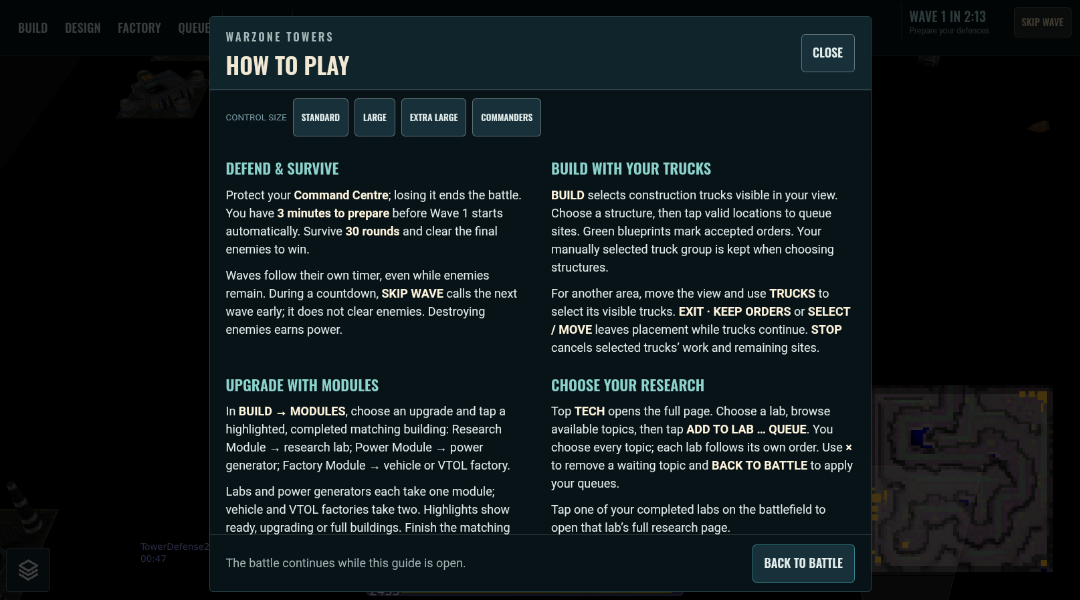 BUILD
DESIGN
FACTORY
QUEUE
WAVE 1 IN 2:13
Prepare your defences
SKIP WAVE
WARZONE TOWERS
HOW TO PLAY
CLOSE
CONTROL SIZE
STANDARD
LARGE
EXTRA LARGE
COMMANDERS
DEFEND & SURVIVE
Protect your Command Centre; losing it ends the battle.
You have 3 minutes to prepare before Wave 1 starts
automatically. Survive 30 rounds and clear the final
enemies to win.
Waves follow their own timer, even while enemies
remain. During a countdown, SKIP WAVE calls the next
wave early; it does not clear enemies. Destroying
enemies earns power.
BUILD WITH YOUR TRUCKS
BUILD selects construction trucks visible in your view.
Choose a structure, then tap valid locations to queue
sites. Green blueprints mark accepted orders. Your
manually selected truck group is kept when choosing
structures.
For another area, move the view and use TRUCKS to
select its visible trucks. EXIT · KEEP ORDERS or SELECT
/ MOVE leaves placement while trucks continue. STOP
cancels selected trucks’ work and remaining sites.
UPGRADE WITH MODULES
In BUILD → MODULES, choose an upgrade and tap a
highlighted, completed matching building: Research
Module → research lab; Power Module → power
generator; Factory Module → vehicle or VTOL factory.
Labs and power generators each take one module;
vehicle and VTOL factories take two. Highlights show
ready, upgrading or full buildings. Finish the matching
CHOOSE YOUR RESEARCH
Top TECH opens the full page. Choose a lab, browse
available topics, then tap ADD TO LAB … QUEUE. You
choose every topic; each lab follows its own order. Use ×
to remove a waiting topic and BACK TO BATTLE to apply
your queues.
Tap one of your completed labs on the battlefield to
open that lab’s full research page.
TowerDefense2
00:47
The battle continues while this guide is open.
BACK TO BATTLE